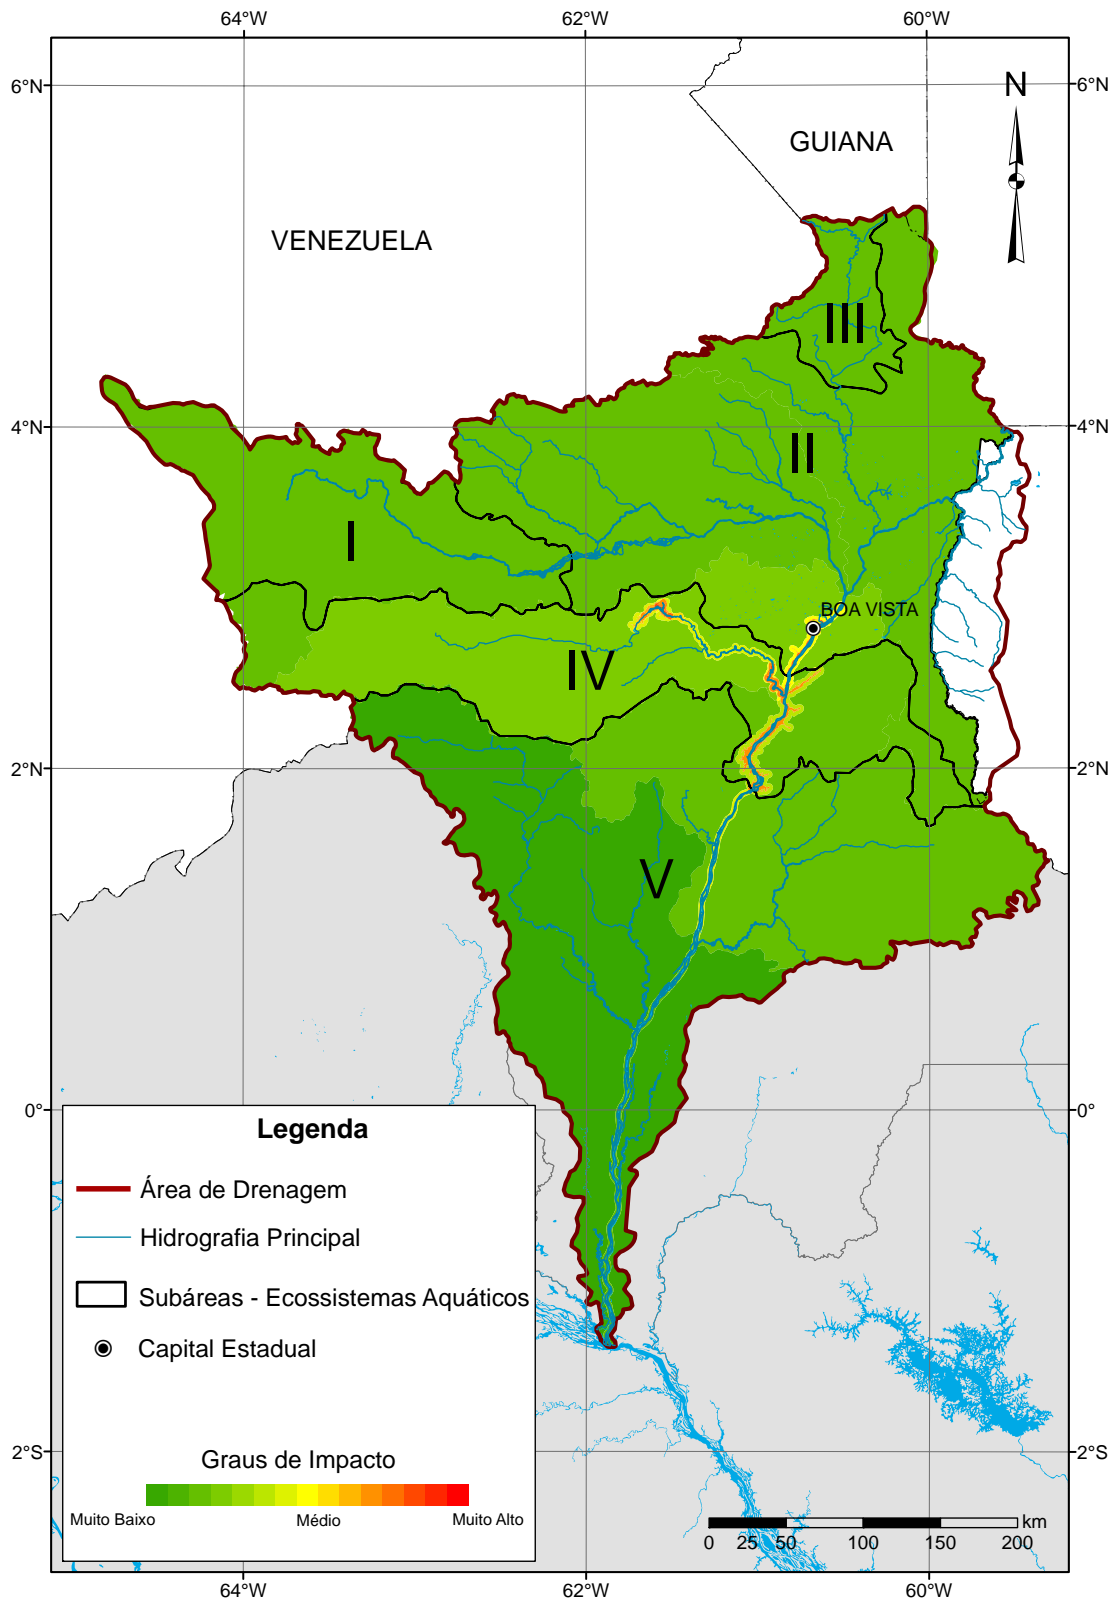 64°W 62°W 60°W
6°N 6°N
N
GUIANA
VENEZUELA
III
4°N 4°N
II
I
BOA VISTA
IV
2°N 2°N
V
0° 0°
Legenda
Área de Drenagem
Hidrografia Principal
Subáreas - Ecossistemas Aquáticos
Capital Estadual
Graus de Impacto
Muito Baixo Médio Muito Alto
2°S 2°S
km
0 25 50 100 150 200
64°W 62°W 60°W